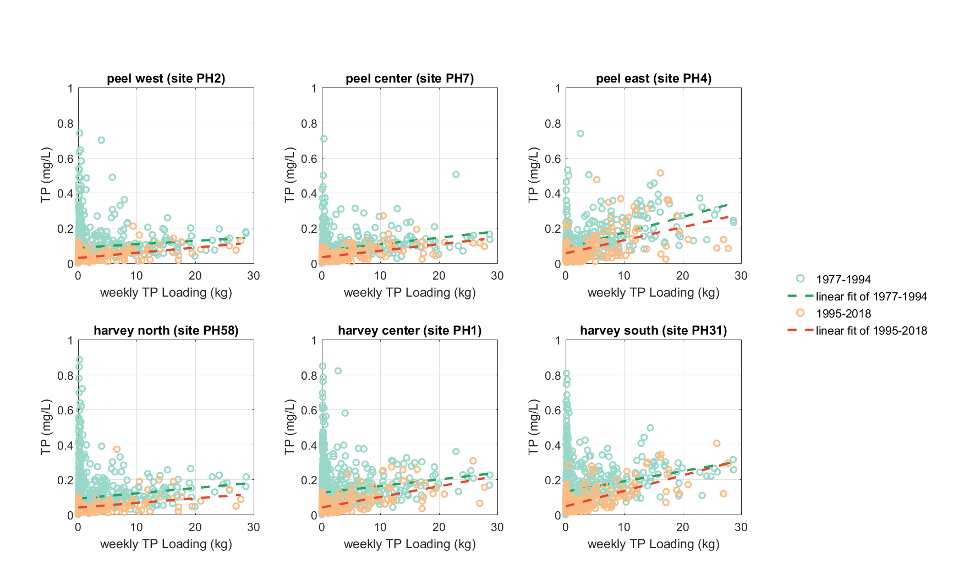 peel west (site PH2)
peel center (site PH7)
peel east (site PH4)
1
0.8
0.6
0.4
0.2
0
TP (mg/L)
0 10 20 30
weekly TP Loading (kg)
1
0.8
0.6
0.4
0.2
0
TP (mg/L)
0 10 20 30
weekly TP Loading (kg)
1
0.8
0.6
0.4
0.2
0
TP (mg/L)
0 10 20 30
weekly TP Loading (kg)
1977-1994
linear fit of 1977-1994
1995-2018
linear fit of 1995-2018
harvey north (site PH58)
harvey center (site PH1)
harvey south (site PH31)
1
0.8
0.6
0.4
0.2
0
TP (mg/L)
0 10 20 30
weekly TP Loading (kg)
1
0.8
0.6
0.4
0.2
0
TP (mg/L)
0 10 20 30
weekly TP Loading (kg)
1
0.8
0.6
0.4
0.2
0
TP (mg/L)
0 10 20 30
weekly TP Loading (kg)